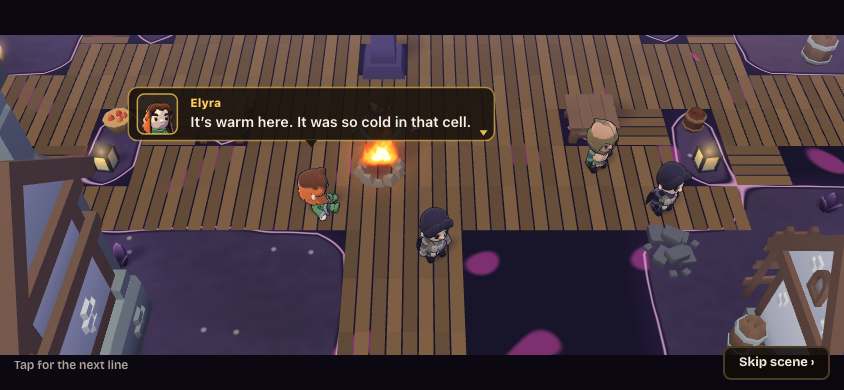 Elyra
It's warm here. It was so cold in that cell.
Tap for the next line
Skip scene ›